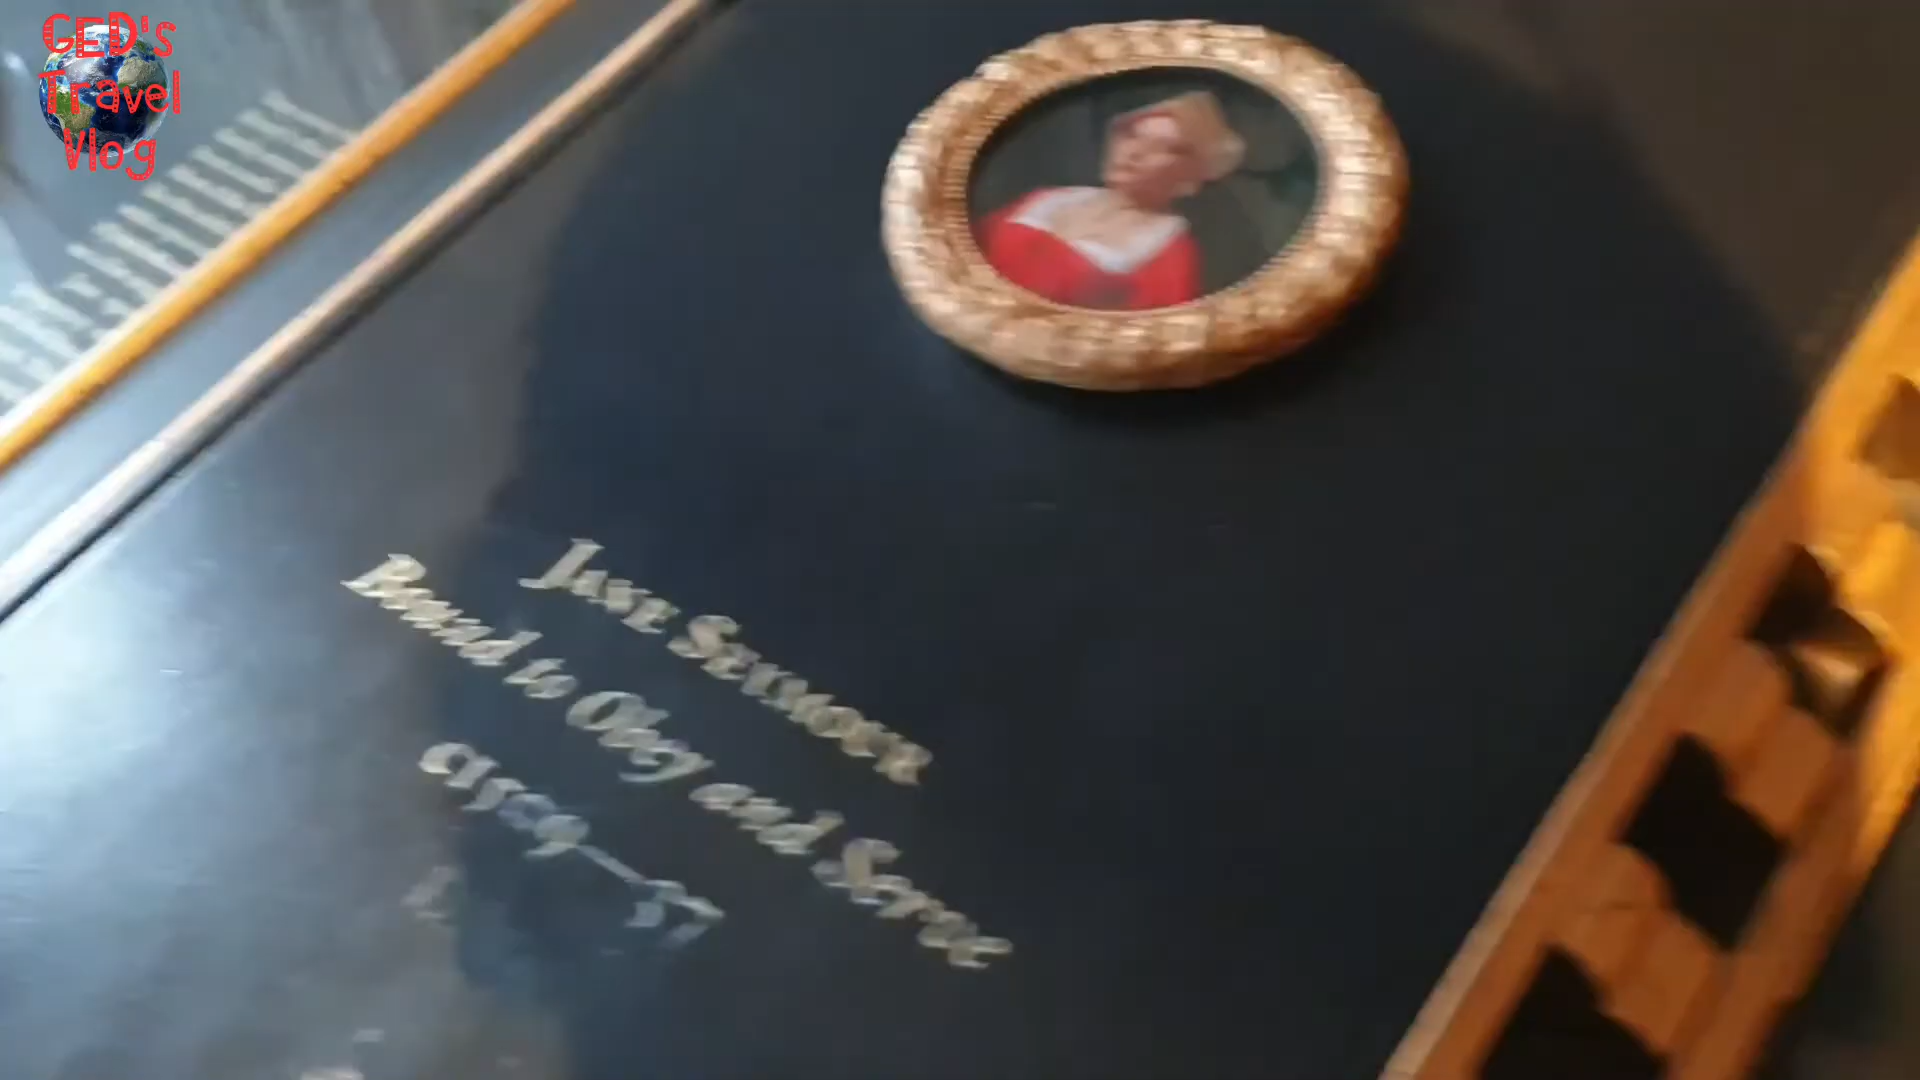 GED's
Travel
Vlog
Jane Seymour
Bound to Obey and Serve